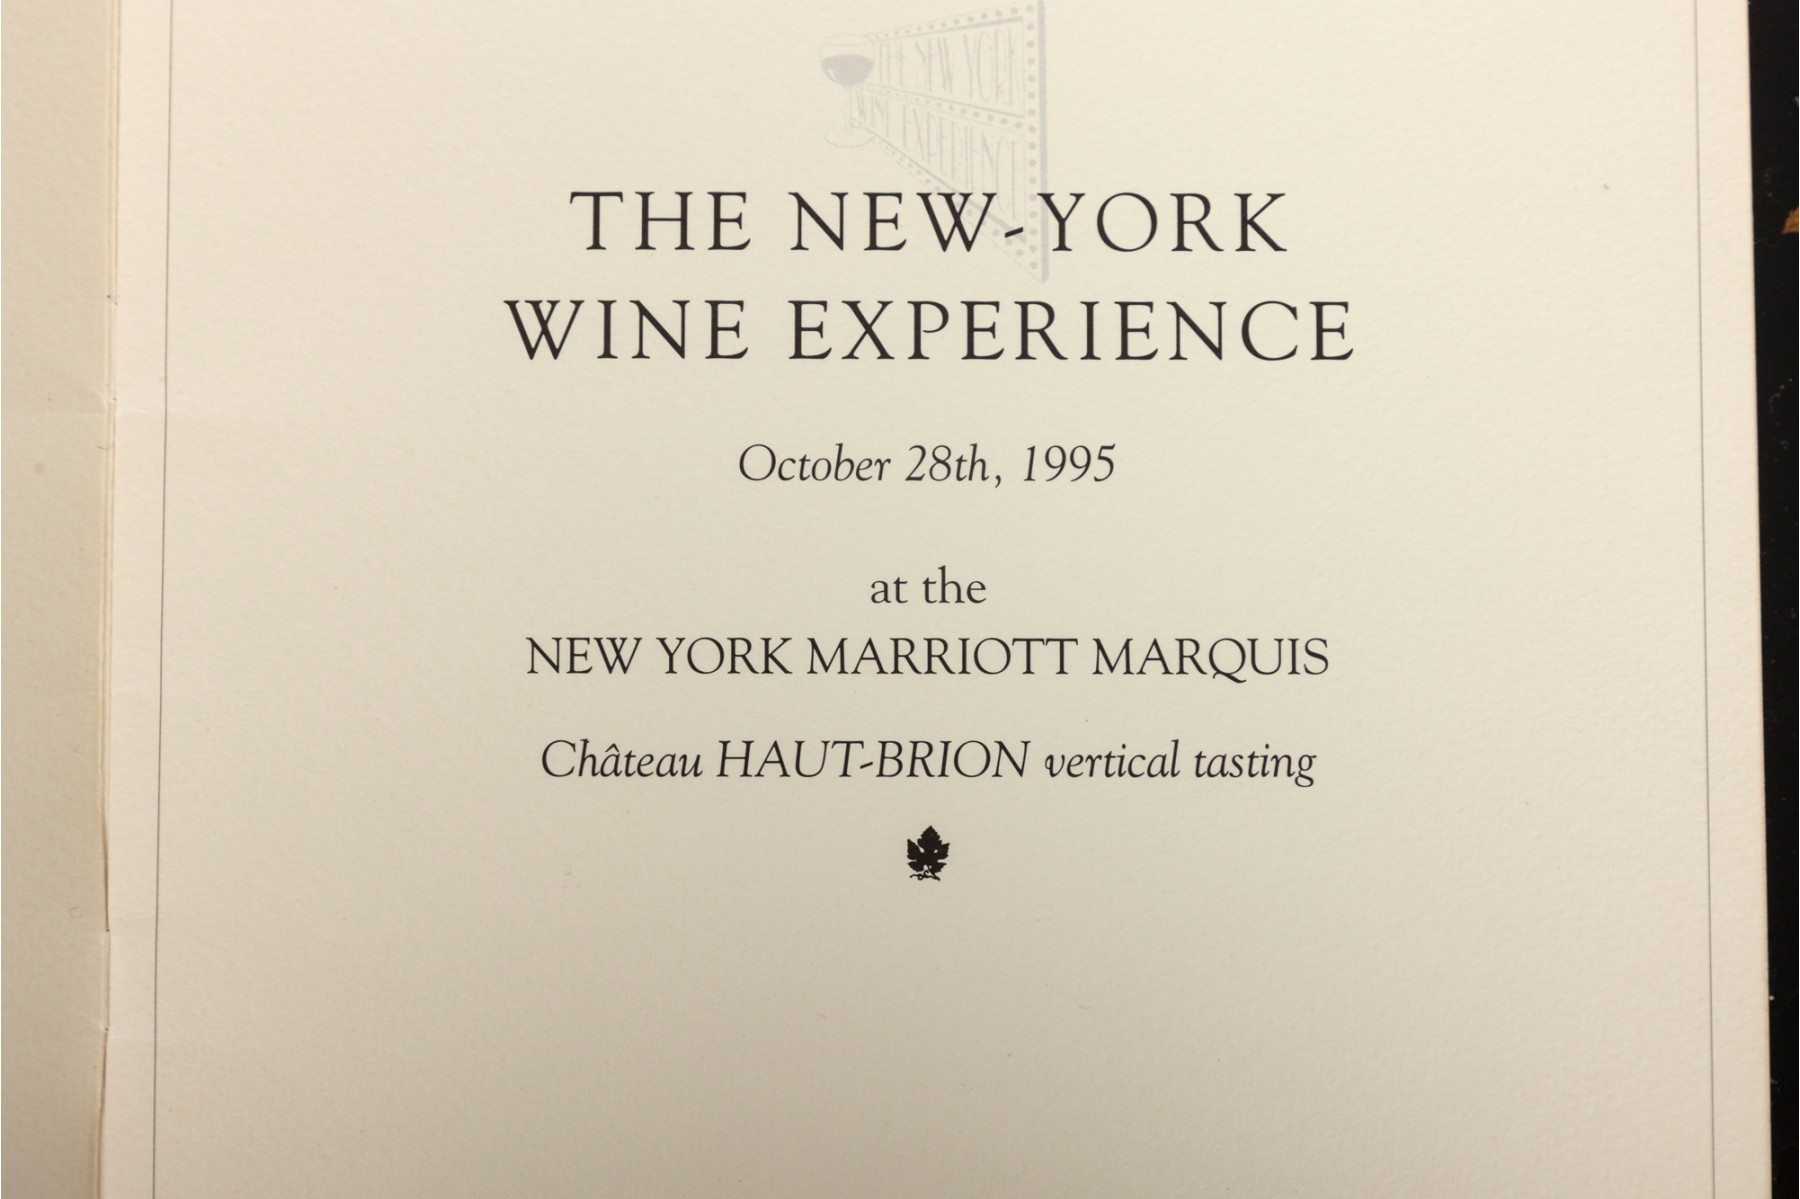 THE NEW YORK
WINE EXPERIENCE
THE NEW-YORK
WINE EXPERIENCE
October 28th, 1995
at the
NEW YORK MARRIOTT MARQUIS
Château HAUT-BRION vertical tasting